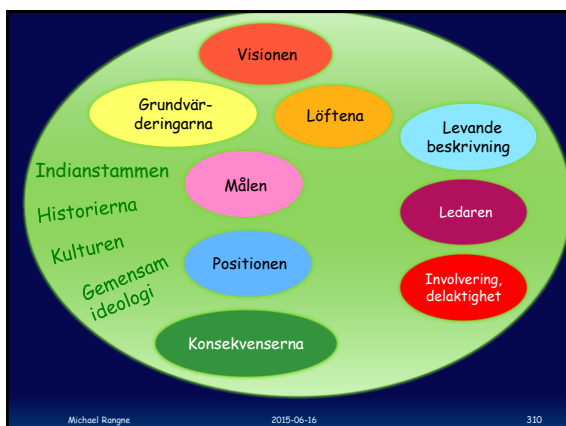 Visionen
Grundvär-
deringarna
Löftena
Levande
beskrivning
Indianstammen
Målen
Historierna
Ledaren
Kulturen
Positionen
Gemensam
ideologi
Involvering,
delaktighet
Konsekvenserna
Michael Rangne
2015-06-16
310